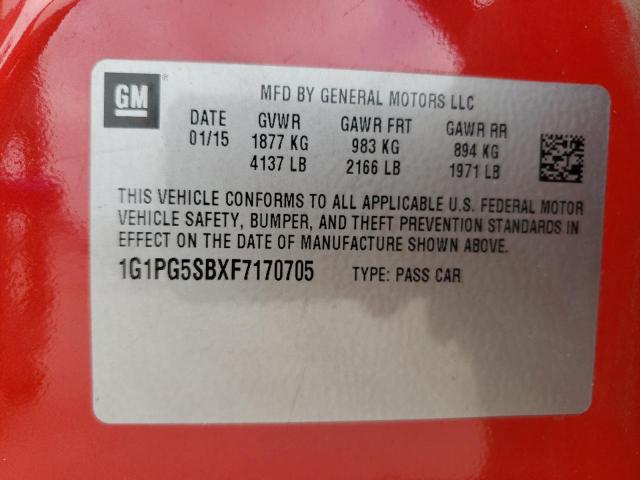 GM
MFD BY GENERAL MOTORS LLC
DATE GVWR GAWR FRT GAWR RR
01/15 1877 KG 983 KG 894 KG
4137 LB 2166 LB 1971 LB
THIS VEHICLE CONFORMS TO ALL APPLICABLE U.S. FEDERAL MOTOR
VEHICLE SAFETY, BUMPER, AND THEFT PREVENTION STANDARDS IN
EFFECT ON THE DATE OF MANUFACTURE SHOWN ABOVE.
1G1PG5SBXF7170705 TYPE: PASS CAR